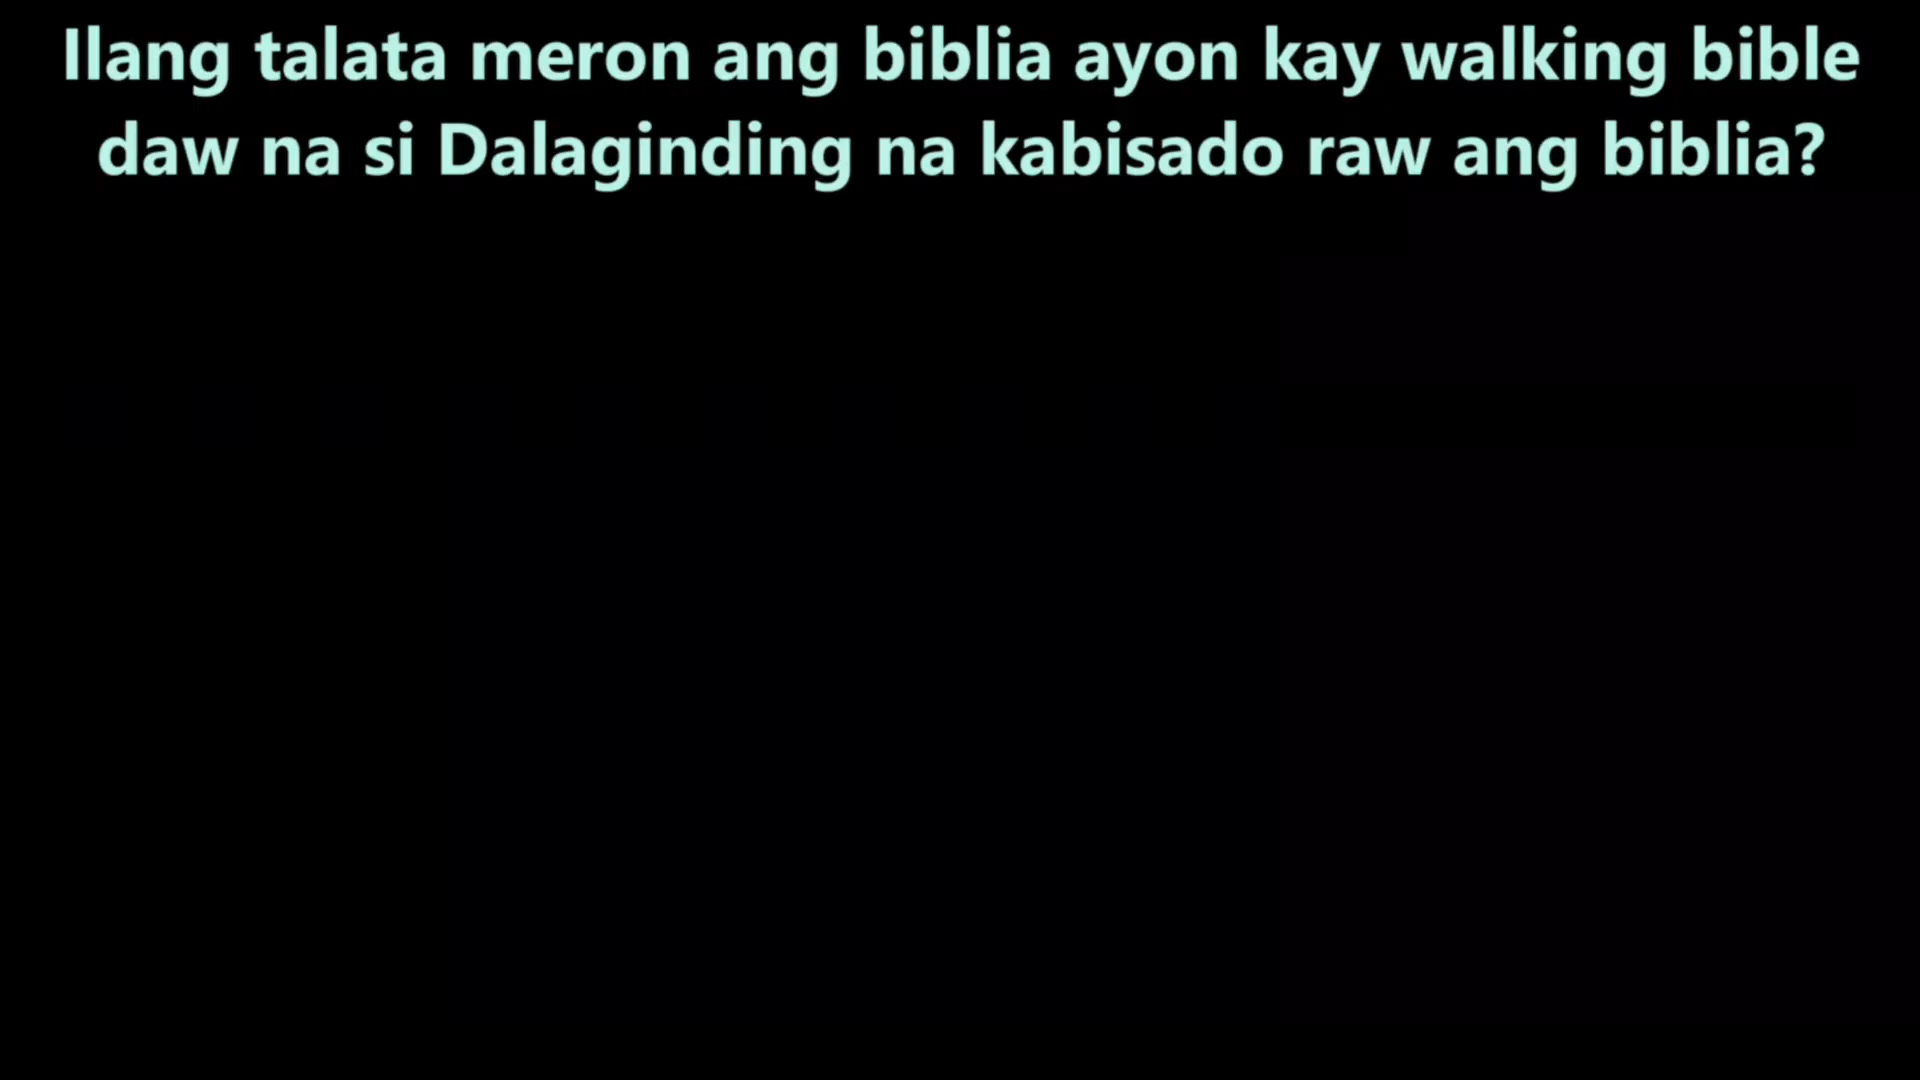 Ilang talata meron ang biblia ayon kay walking bible
daw na si Dalaginding na kabisado raw ang biblia?